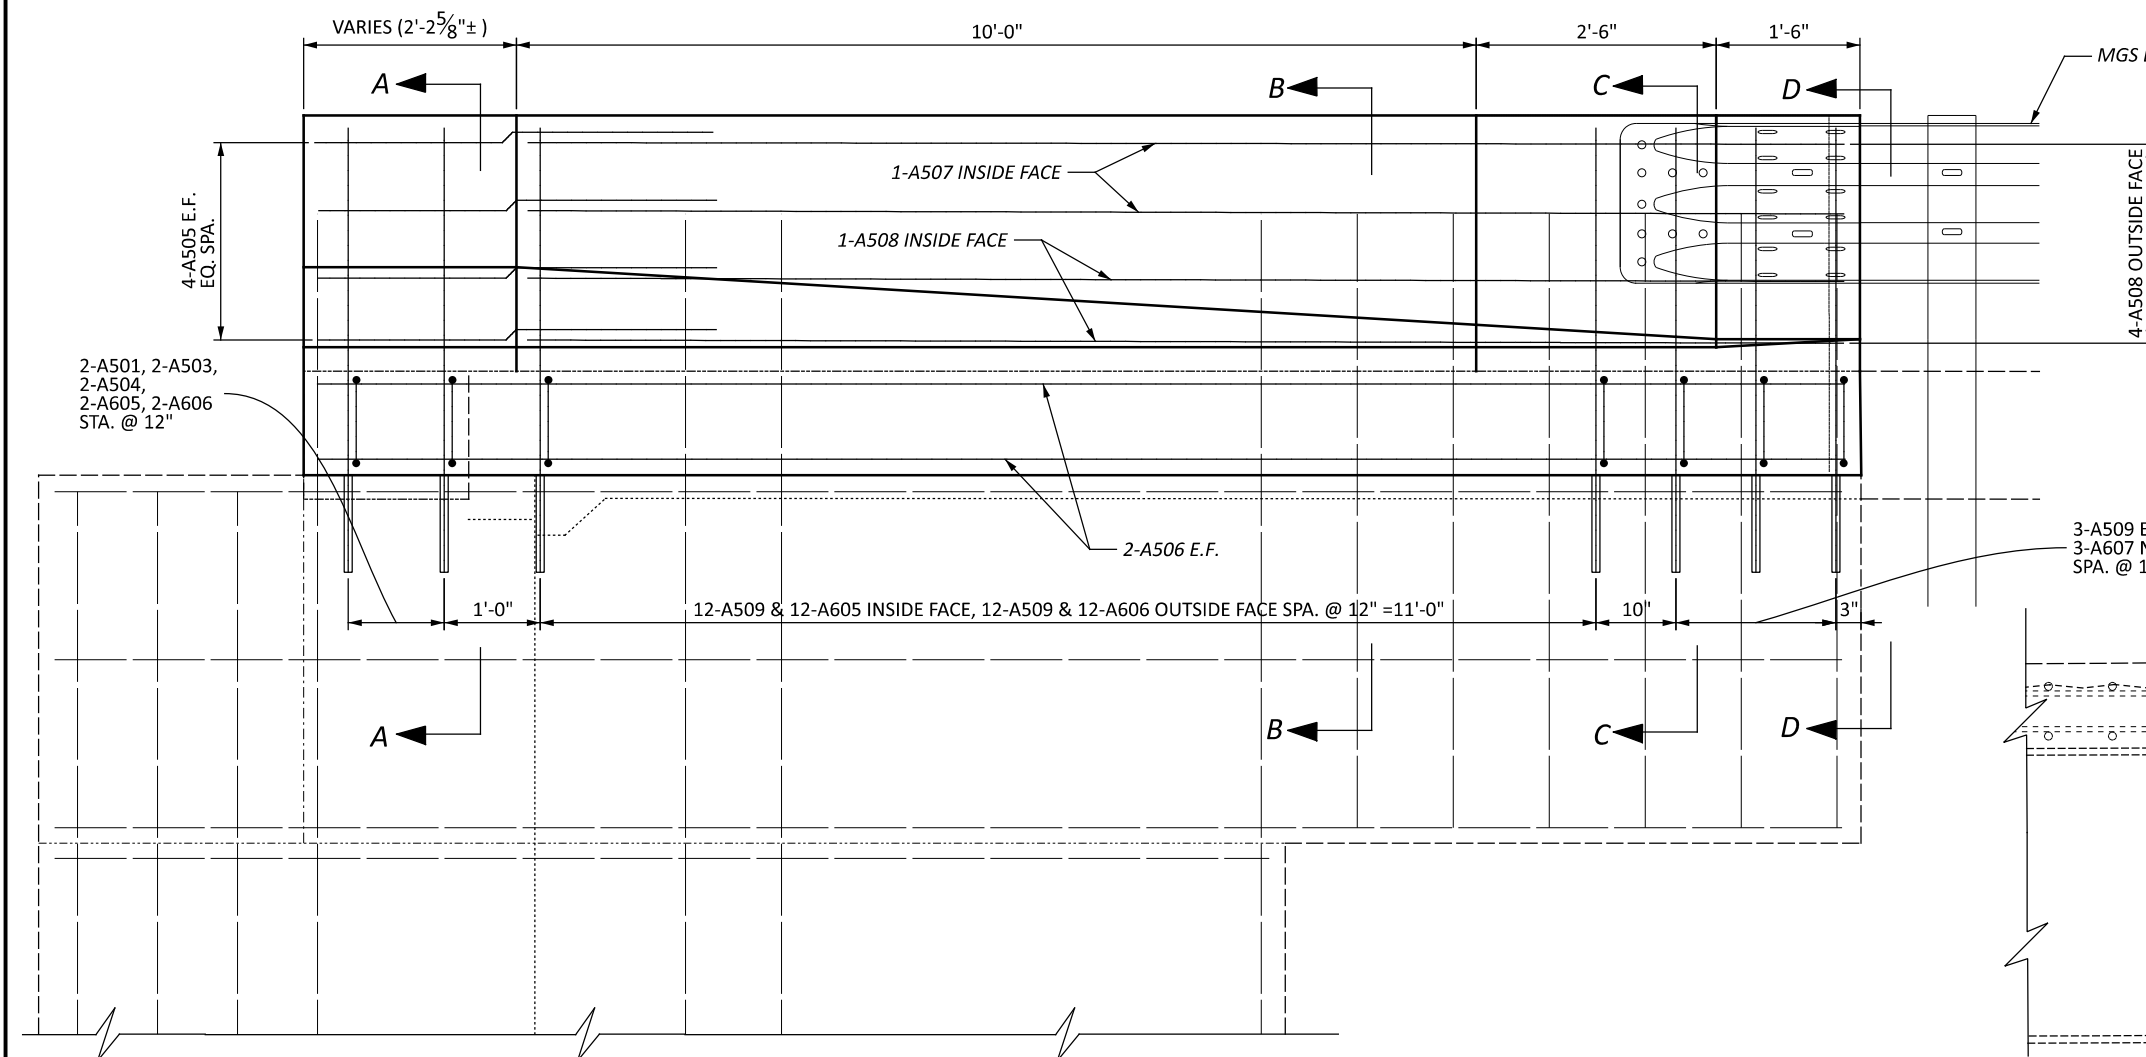 VARIES (2'-2 5/8"± )
10'-0"
2'-6"
1'-6"
MGS
A
B
C
D
1-A507 INSIDE FACE
1-A508 INSIDE FACE
4-A505 E.F.
EQ. SPA.
4-A508 OUTSIDE FACE
2-A501, 2-A503,
2-A504,
2-A605, 2-A606
STA. @ 12"
2-A506 E.F.
3-A509
3-A607
SPA. @
1'-0"
12-A509 & 12-A605 INSIDE FACE, 12-A509 & 12-A606 OUTSIDE FACE SPA. @ 12" =11'-0"
10"
3"
A
B
C
D